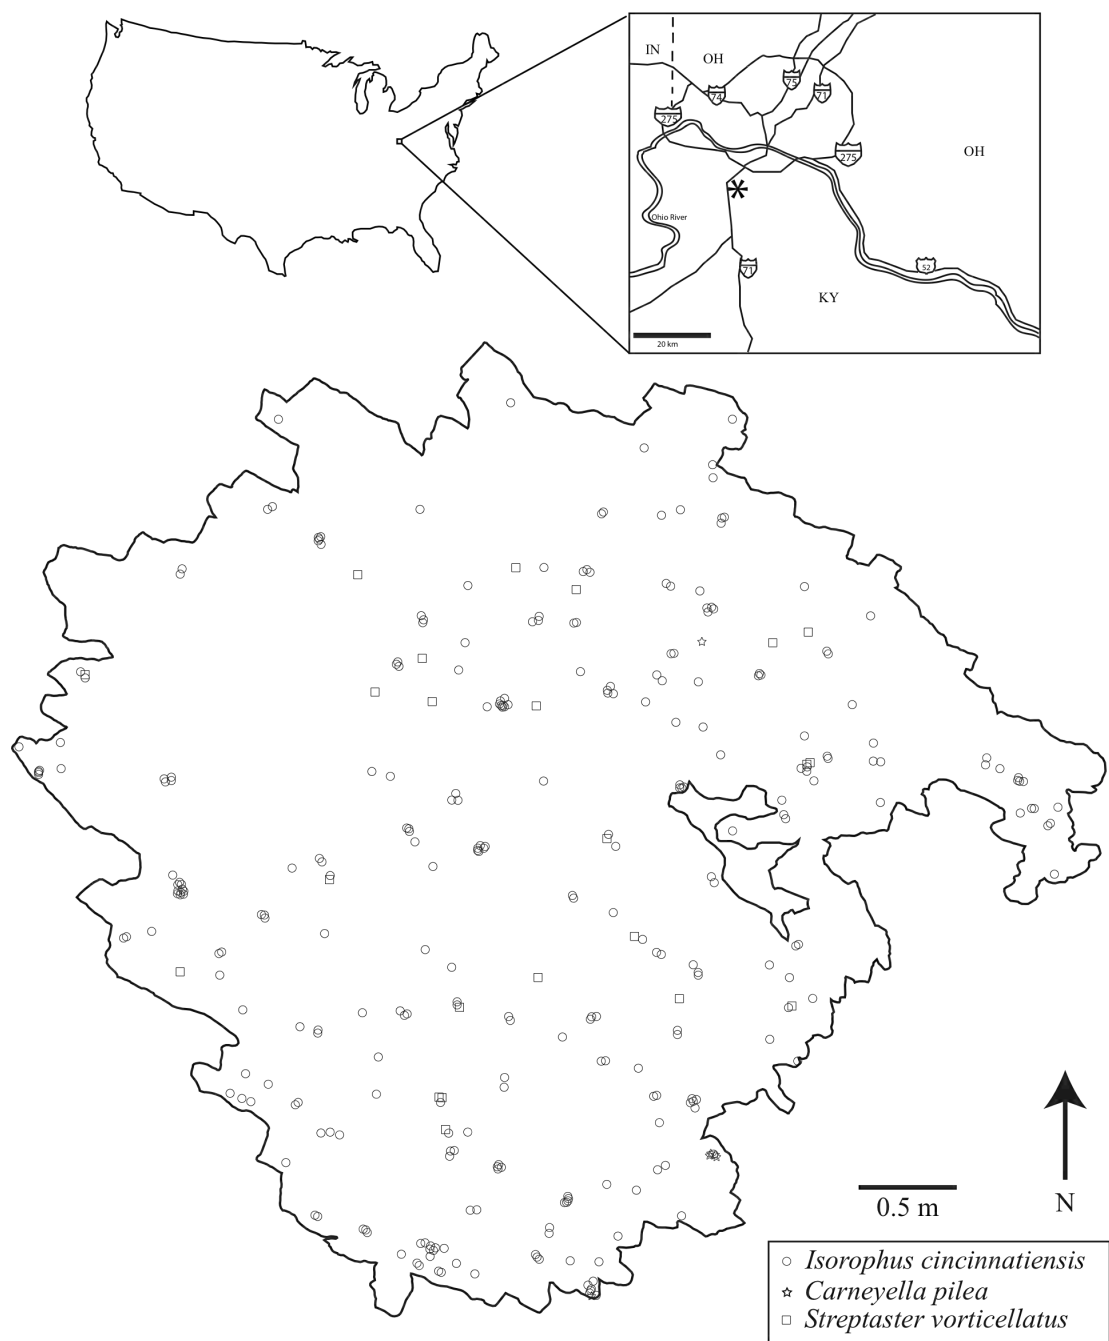 IN
OH
75
74
71
275
275
OH
Ohio River
71
52
KY
20 km
0.5 m
N
Isorophus cincinnatiensis
Carneyella pilea
Streptaster vorticellatus